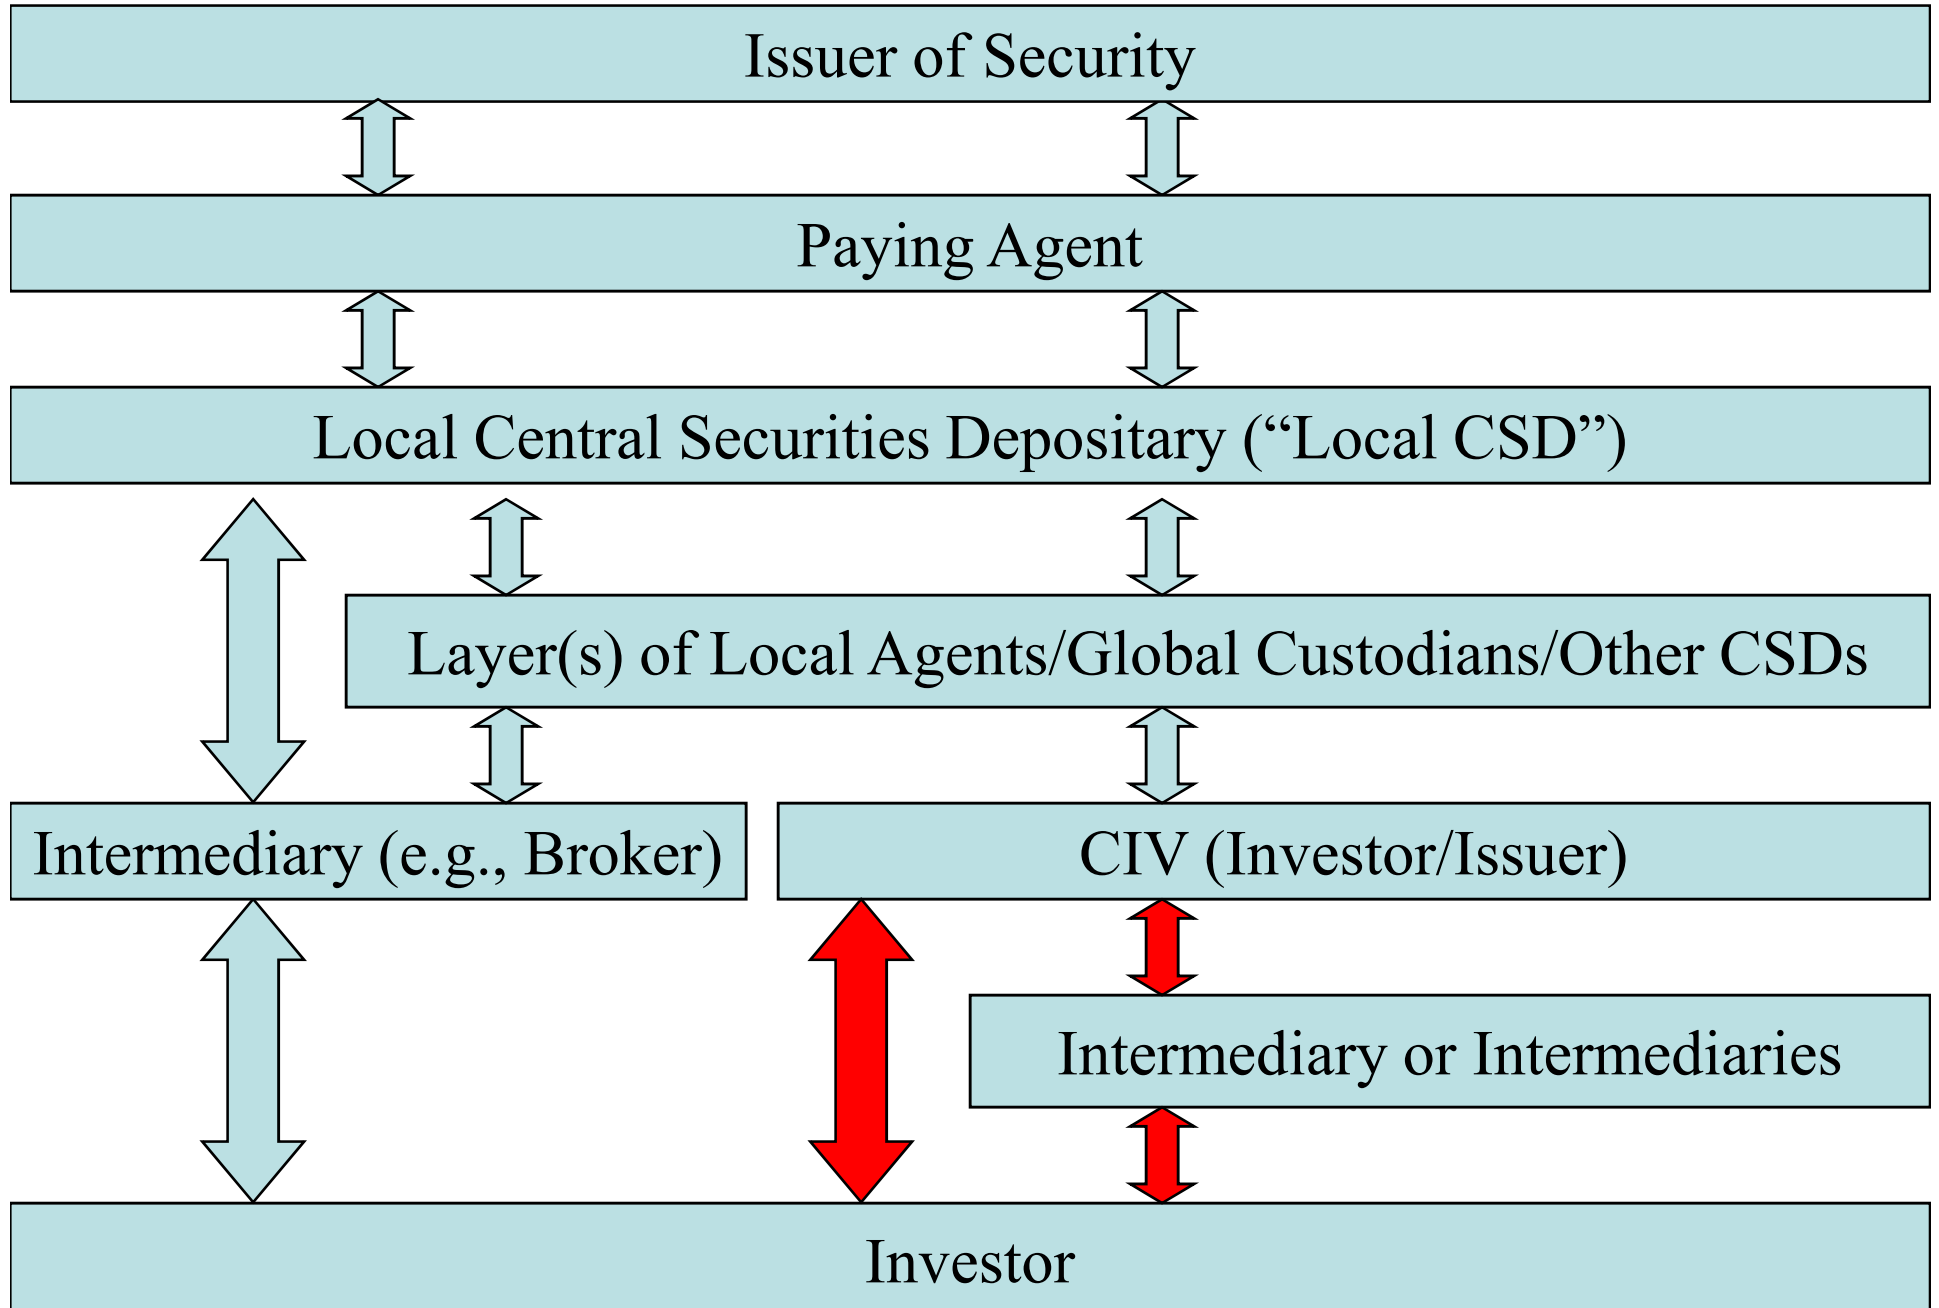 Issuer of Security
Paying Agent
Local Central Securities Depositary (“Local CSD”)
Layer(s) of Local Agents/Global Custodians/Other CSDs
Intermediary (e.g., Broker)
CIV (Investor/Issuer)
Intermediary or Intermediaries
Investor